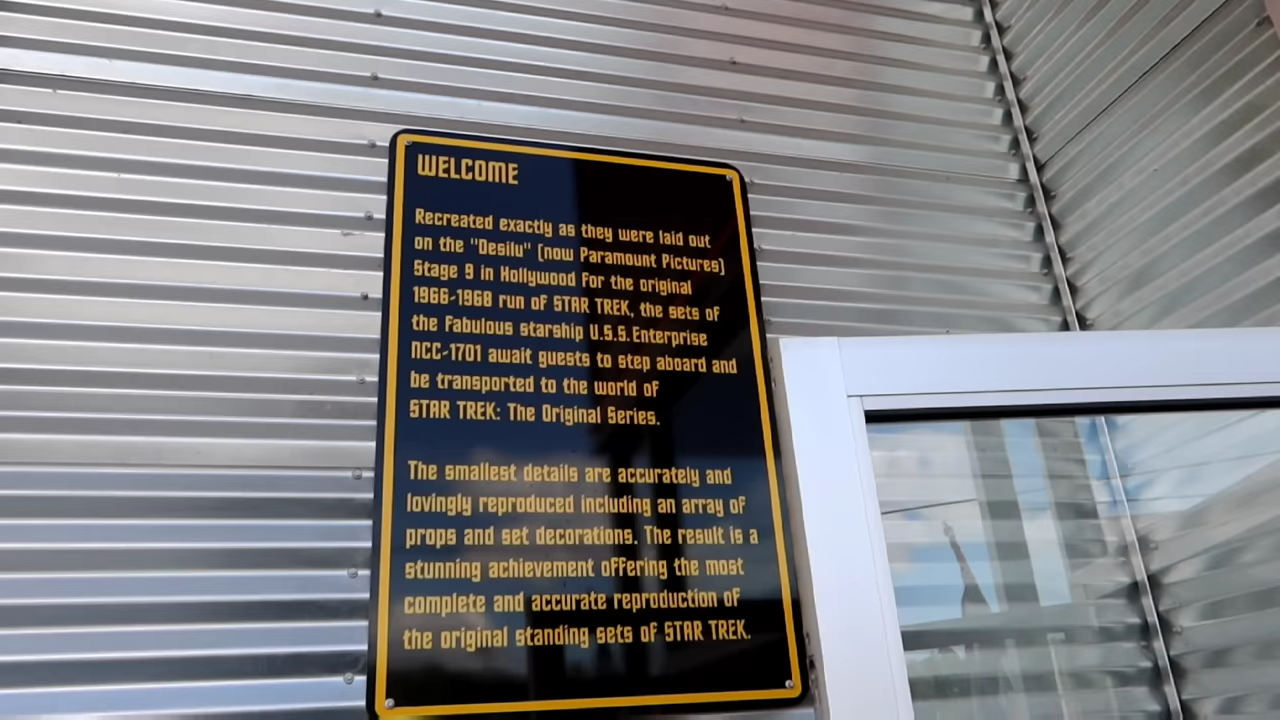 WELCOME
Recreated exactly as they were laid out
on the "Desilu" (now Paramount Pictures)
Stage 9 in Hollywood for the original
1966-1968 run of STAR TREK, the sets of
the Fabulous starship U.S.S. Enterprise
NCC-1701 await guests to step aboard and
be transported to the world of
STAR TREK: The Original Series.
The smallest details are accurately and
lovingly reproduced including an array of
props and set decorations. The result is a
stunning achievement offering the most
complete and accurate reproduction of
the original standing sets of STAR TREK.